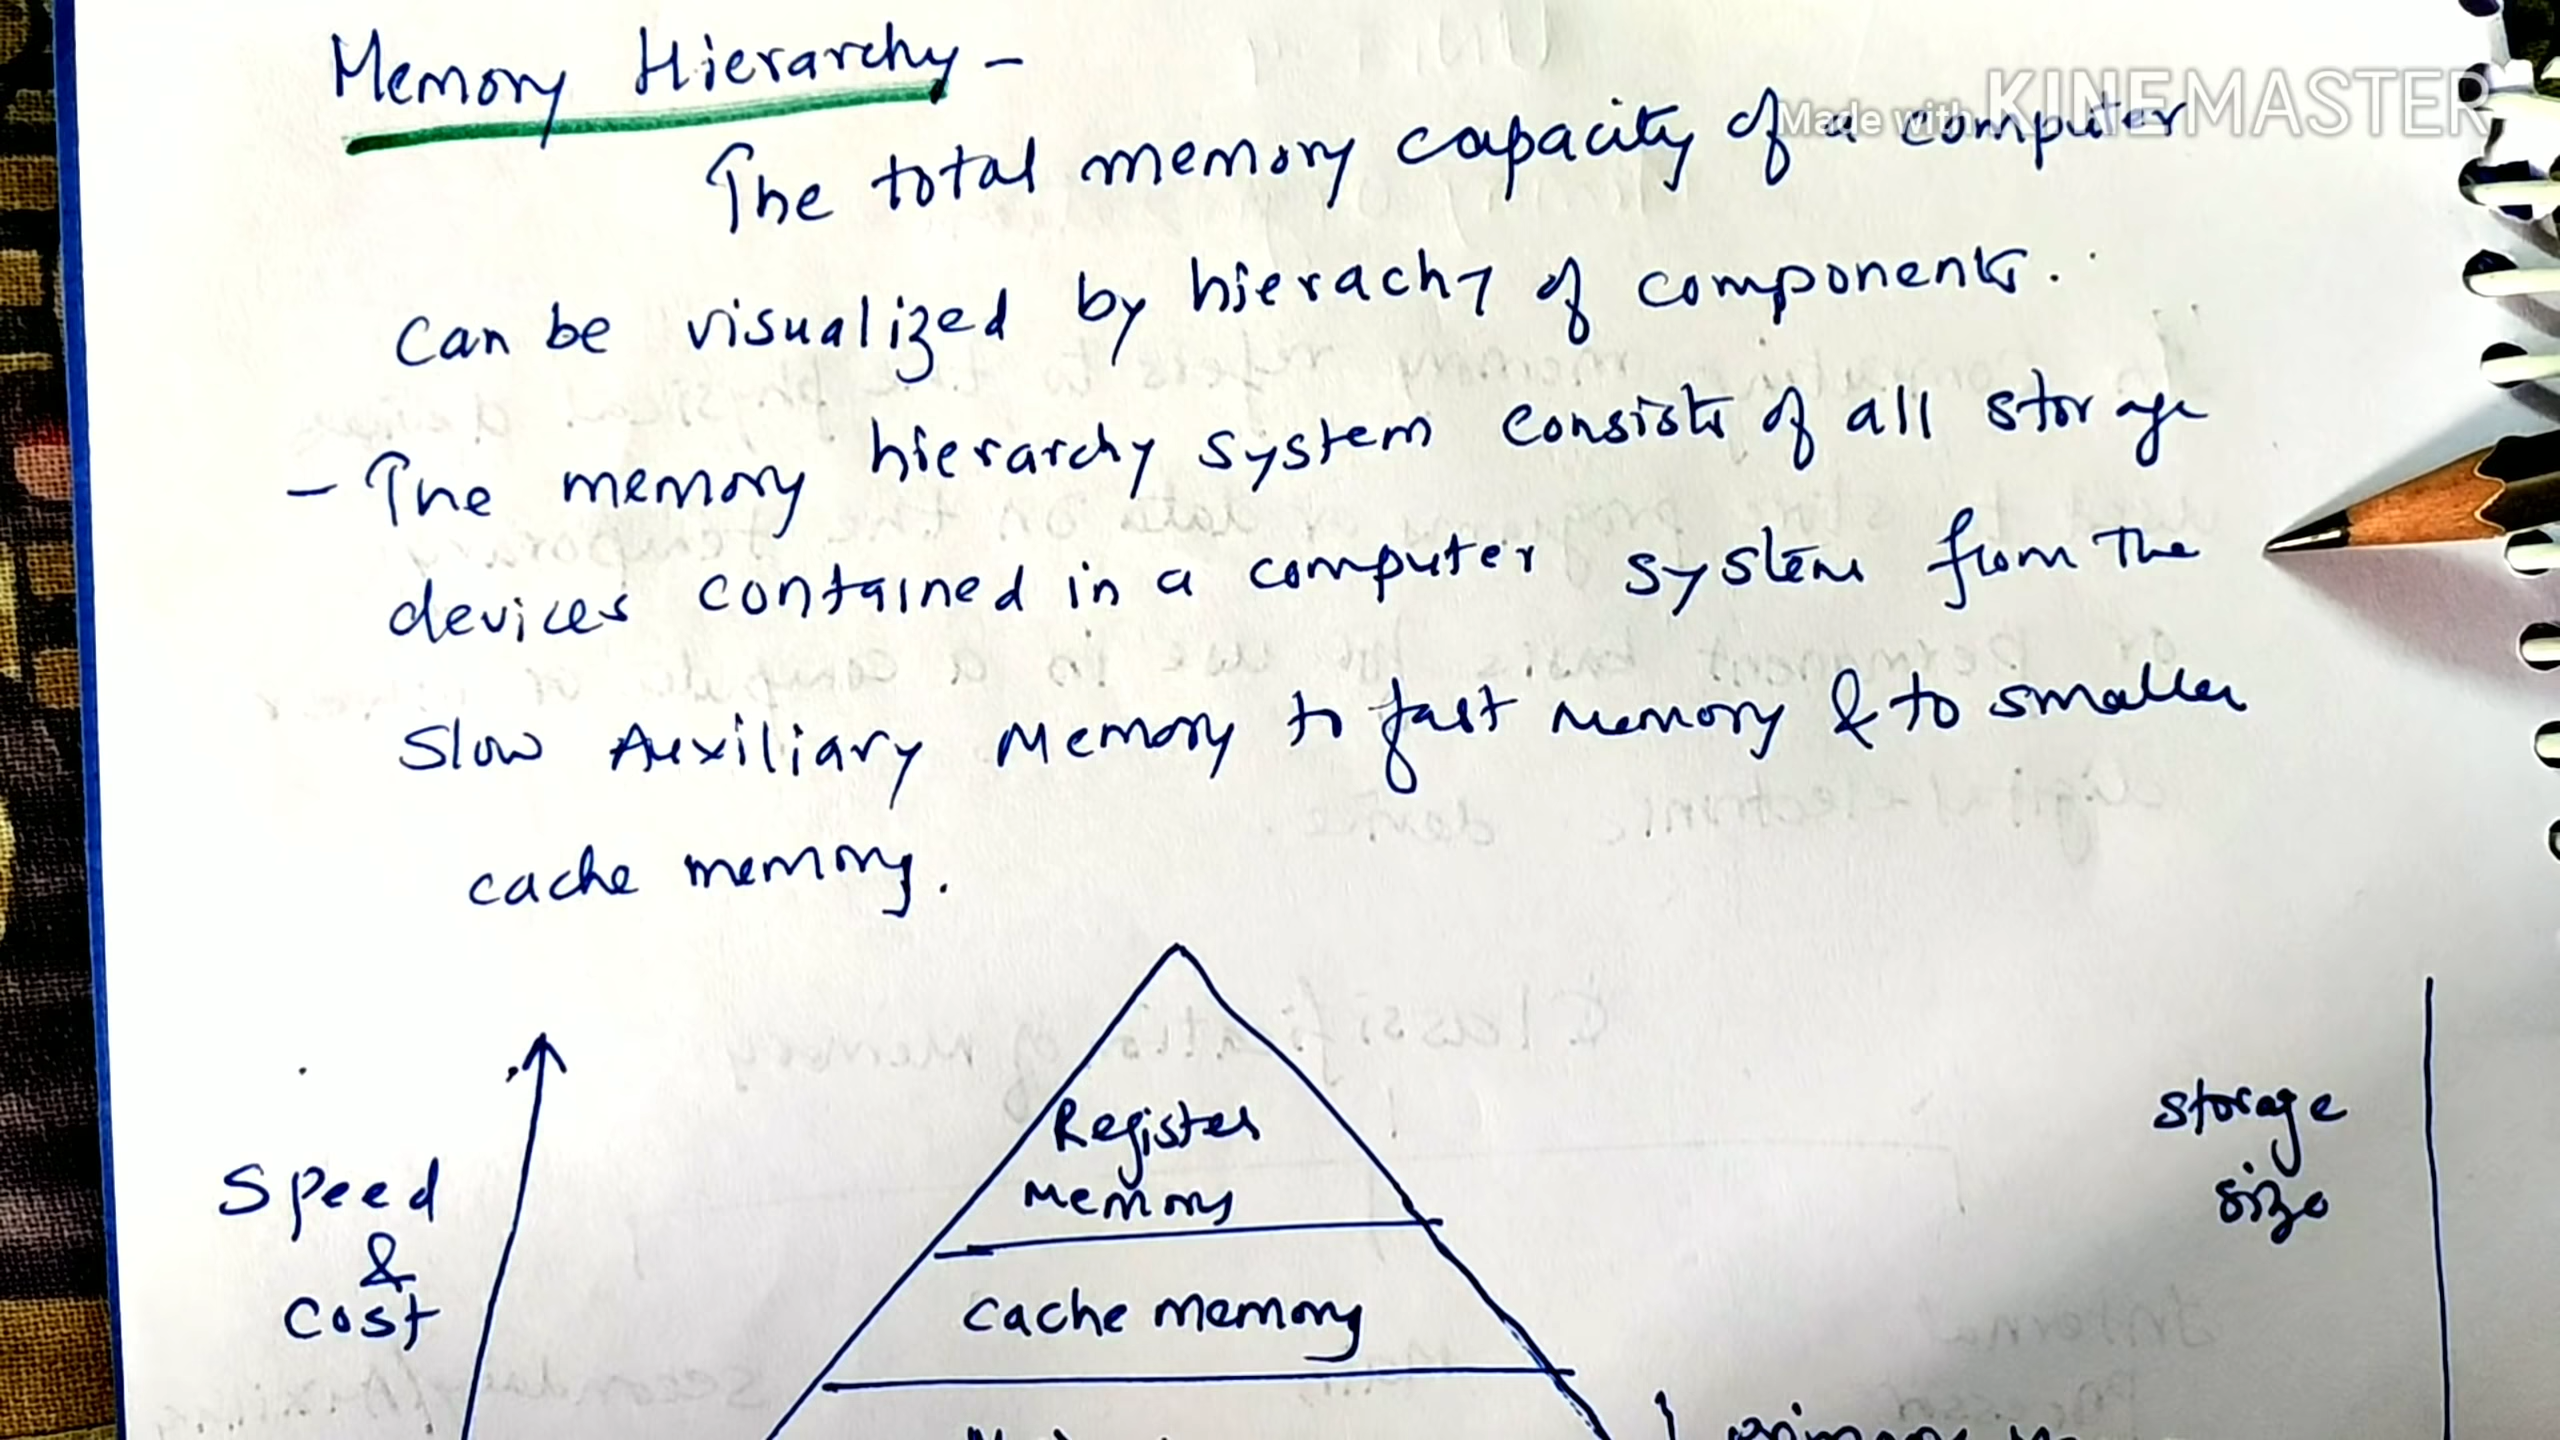 Memory Hierarchy -
Made with KINEMASTER
The total memory capacity of a computer
can be visualized by hierachy of components.
- The memory hierarchy system consists of all storage
devices contained in a computer system from the
slow Auxiliary Memory to fast memory & to smaller
cache memory.
Register
Memory
Cache memory
Speed
&
Cost
storage
size